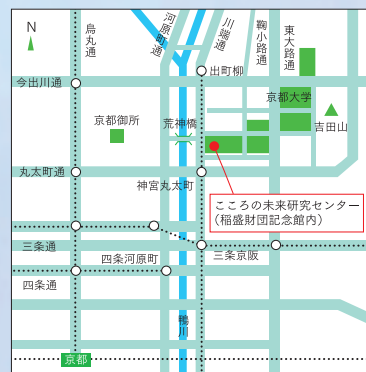 N
烏丸通
河原町通
川端通
鞠小路通
東大路通
出町柳
今出川通
京都大学
京都御所
荒神橋
吉田山
丸太町通
神宮丸太町
こころの未来研究センター
（稲盛財団記念館内）
三条通
四条河原町
三条京阪
四条通
鴨川
京都